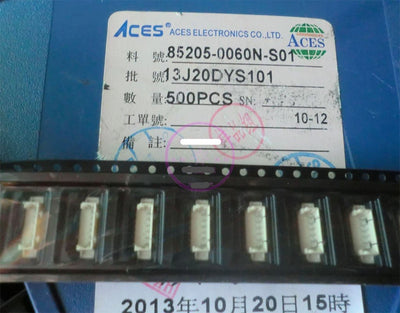 ACES ACES ELECTRONICS CO.,LTD.
ACES
料 號:85205-0060N-S01
批 號:13J20DYS101
數 量:500PCS SN:
工單號: 10-12
備 註:
2013年10月20日15時